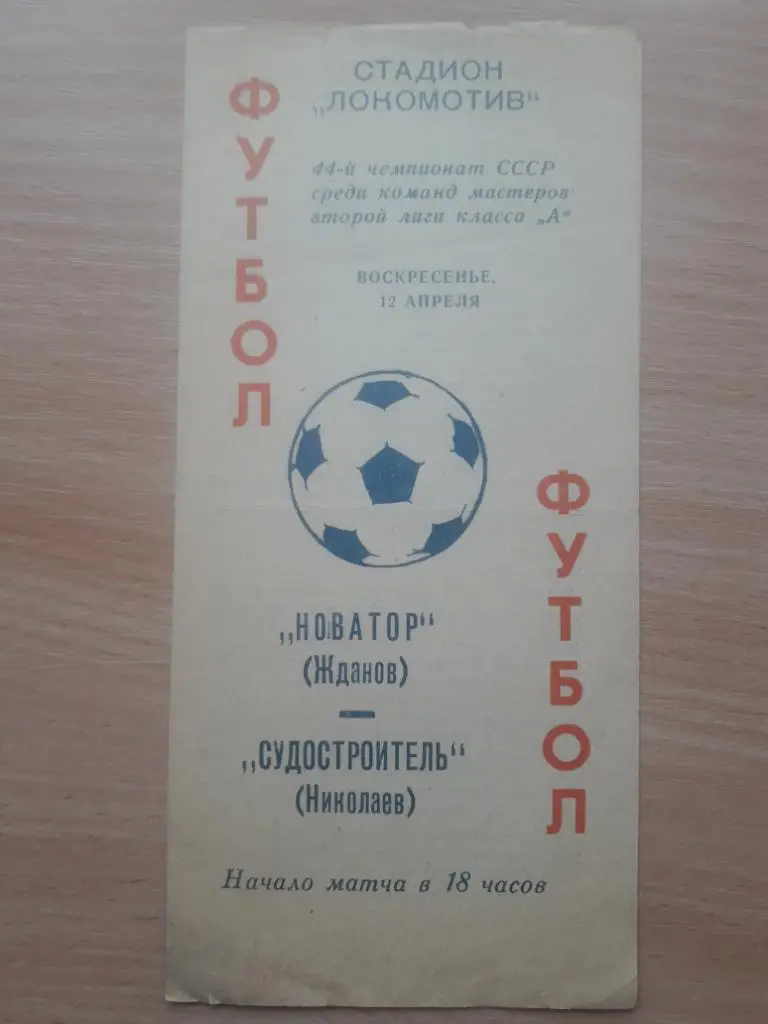 ФУТБОЛ
СТАДИОН
„ЛОКОМОТИВ“
44-й чемпионат СССР
среди команд мастеров
второй лиги класса „А“
ВОСКРЕСЕНЬЕ,
12 АПРЕЛЯ
ФУТБОЛ
„НОВАТОР“
(Жданов)
—
„СУДОСТРОИТЕЛЬ“
(Николаев)
Начало матча в 18 часов